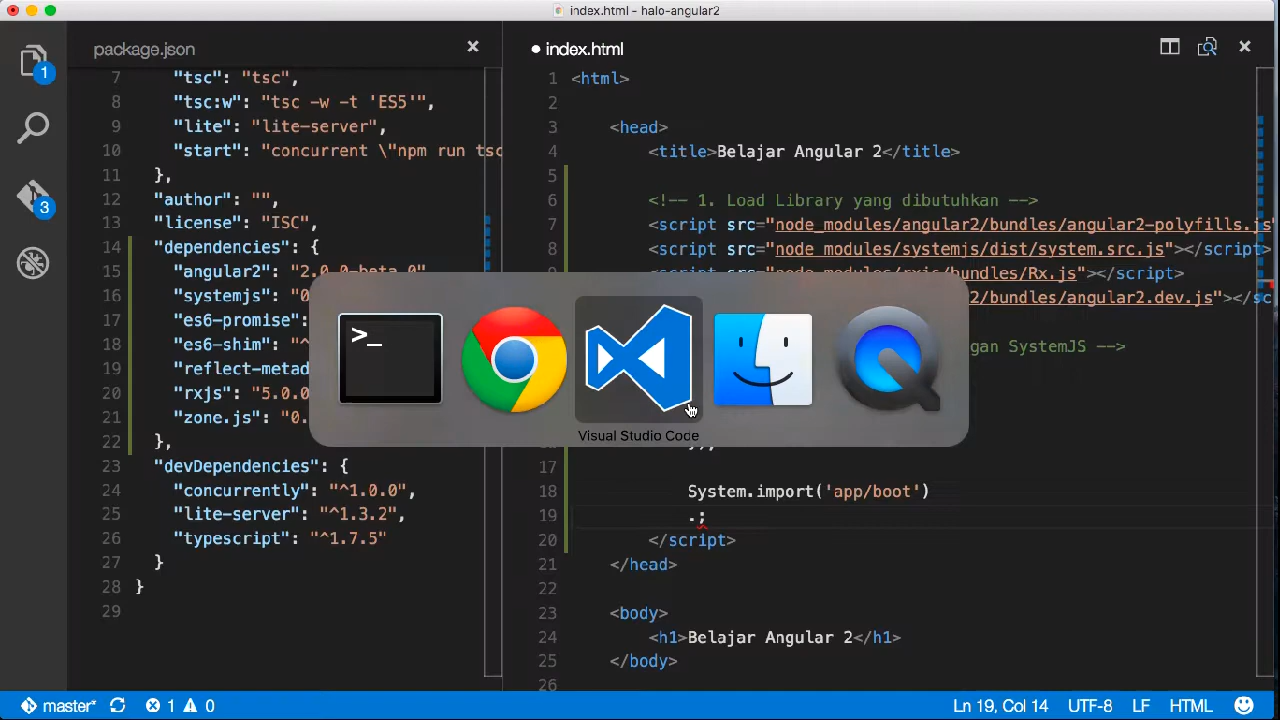 index.html - halo-angular2
package.json
7 "tsc": "tsc",
8 "tsc:w": "tsc -w -t 'ES5'",
9 "lite": "lite-server",
10 "start": "concurrent \"npm run tsc
11 },
12 "author": "",
13 "license": "ISC",
14 "dependencies": {
15 "angular2": "2.0.0-beta.0"
16 "systemjs": "0
17 "es6-promise":
18 "es6-shim": "^
19 "reflect-metad
20 "rxjs": "5.0.0
21 "zone.js": "0.
22 },
23 "devDependencies": {
24 "concurrently": "^1.0.0",
25 "lite-server": "^1.3.2",
26 "typescript": "^1.7.5"
27 }
28 }
29
index.html
1 <html>
2
3 <head>
4 <title>Belajar Angular 2</title>
5
6 <!-- 1. Load Library yang dibutuhkan -->
7 <script src="node_modules/angular2/bundles/angular2-polyfills.js"
8 <script src="node_modules/systemjs/dist/system.src.js"></script>
bundles/Rx.js"></script>
2/bundles/angular2.dev.js"></sc
gan SystemJS -->
17
18 System.import('app/boot')
19 .;
20 </script>
21 </head>
22
23 <body>
24 <h1>Belajar Angular 2</h1>
25 </body>
26
>_
Visual Studio Code
1
3
master*
1
0
Ln 19, Col 14
UTF-8
LF
HTML